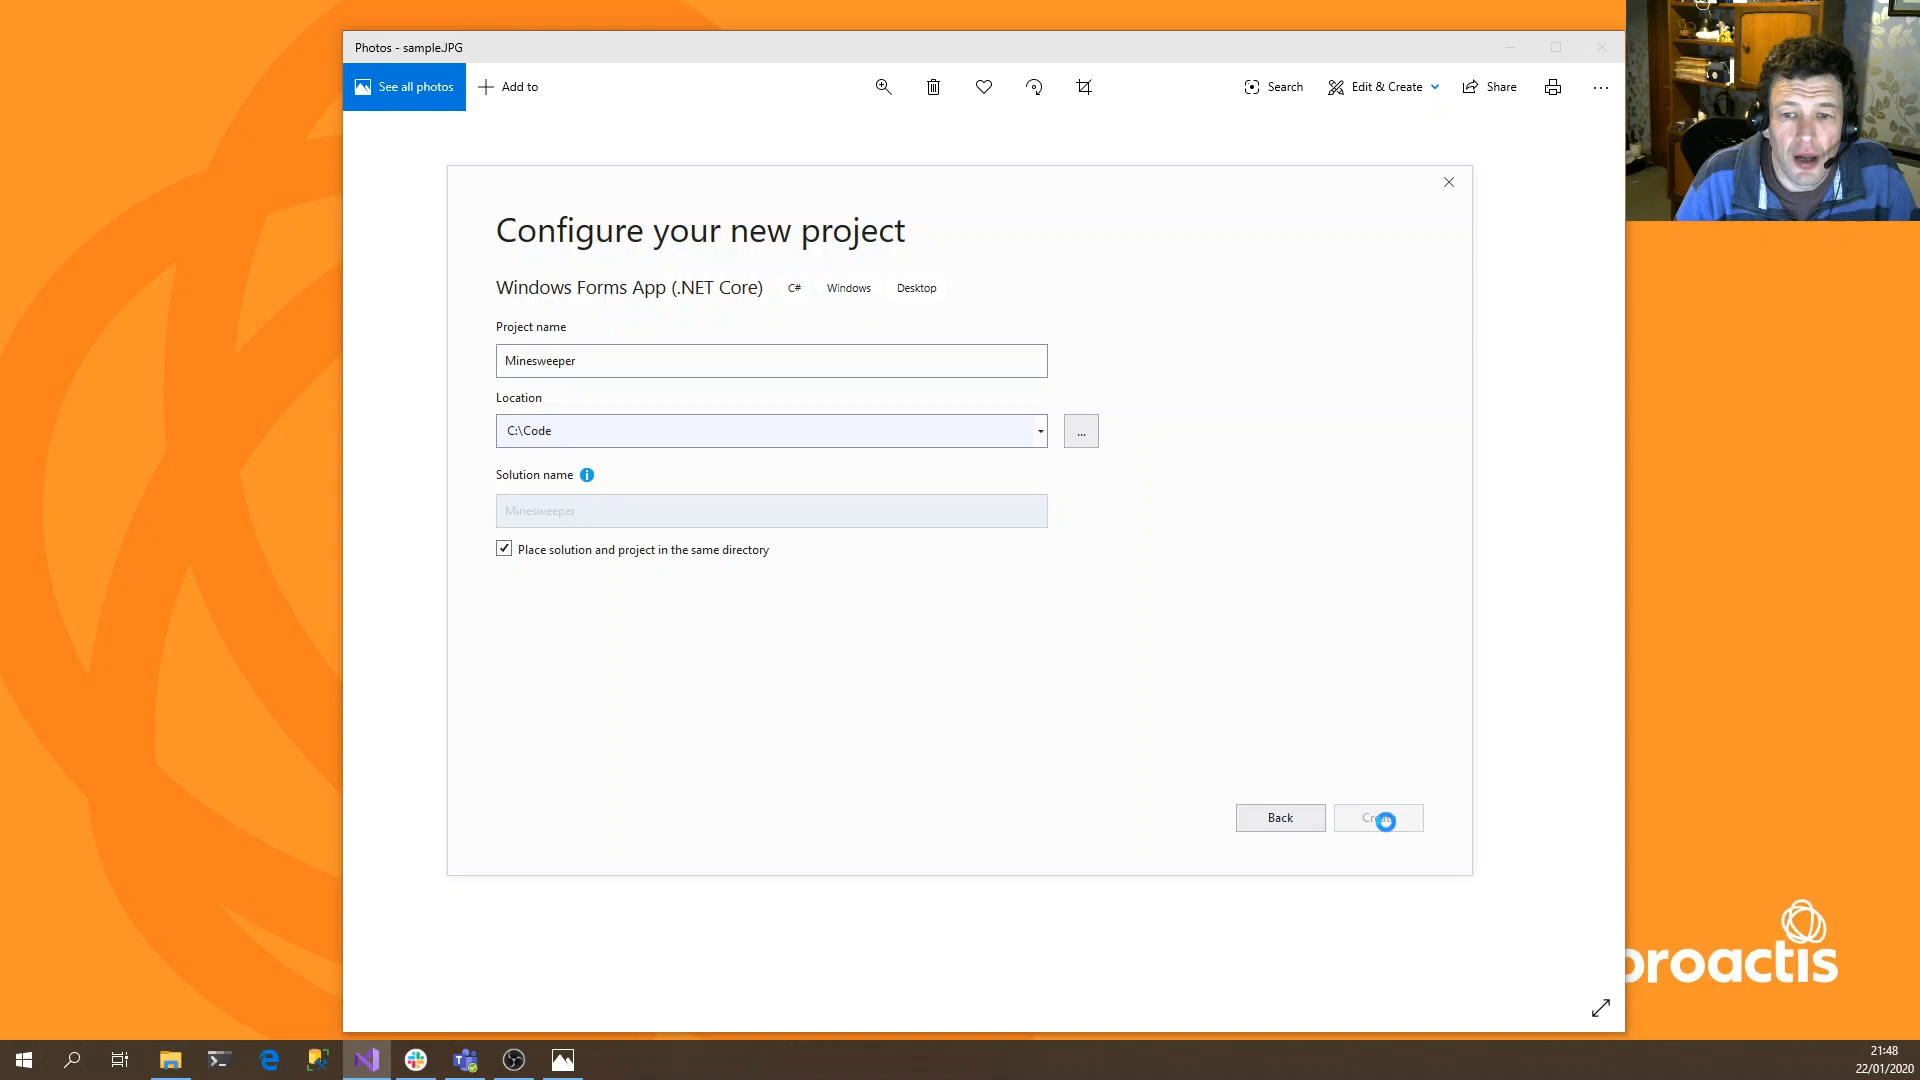 Photos - sample.JPG
See all photos
Add to
Search
Edit & Create
Share
...
Configure your new project
Windows Forms App (.NET Core)
C#
Windows
Desktop
Project name
Minesweeper
Location
C:\Code
...
Solution name
Minesweeper
Place solution and project in the same directory
Back
proactis
21:48
22/01/2020